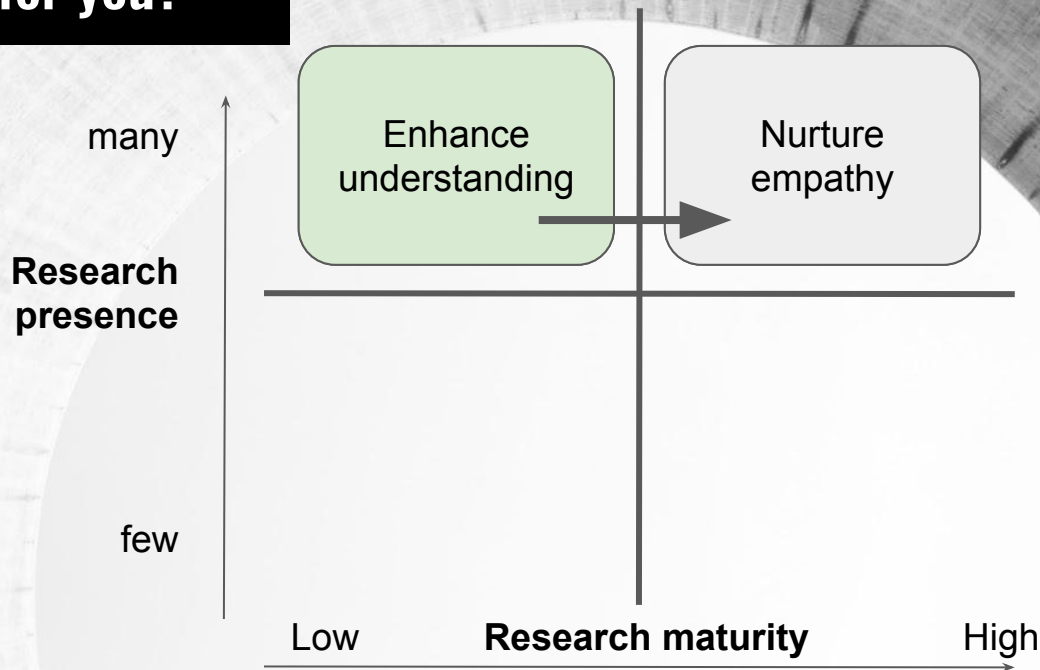 for you?
many
Enhance
understanding
Nurture
empathy
Research
presence
few
Low Research maturity High